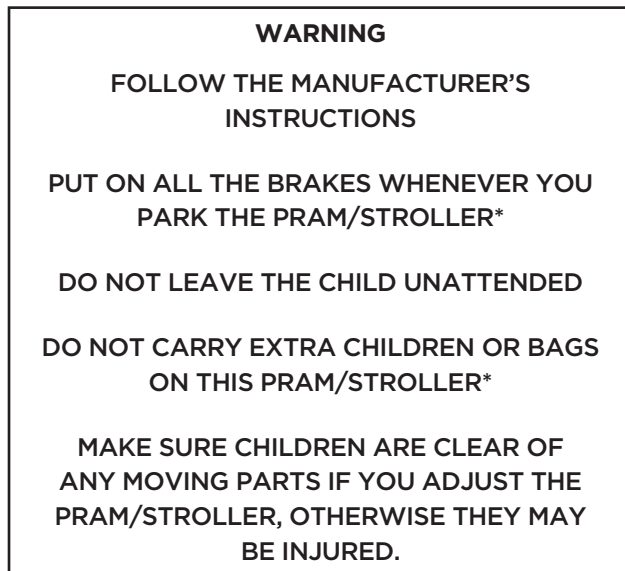 WARNING
FOLLOW THE MANUFACTURER’S
INSTRUCTIONS
PUT ON ALL THE BRAKES WHENEVER YOU
PARK THE PRAM/STROLLER*
DO NOT LEAVE THE CHILD UNATTENDED
DO NOT CARRY EXTRA CHILDREN OR BAGS
ON THIS PRAM/STROLLER*
MAKE SURE CHILDREN ARE CLEAR OF
ANY MOVING PARTS IF YOU ADJUST THE
PRAM/STROLLER, OTHERWISE THEY MAY
BE INJURED.